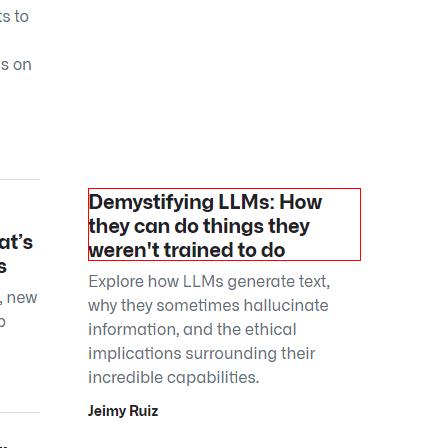 ts to
s on
at's
s
, new
Demystifying LLMs: How
they can do things they
weren't trained to do
Explore how LLMs generate text,
why they sometimes hallucinate
information, and the ethical
implications surrounding their
incredible capabilities.
Jeimy Ruiz